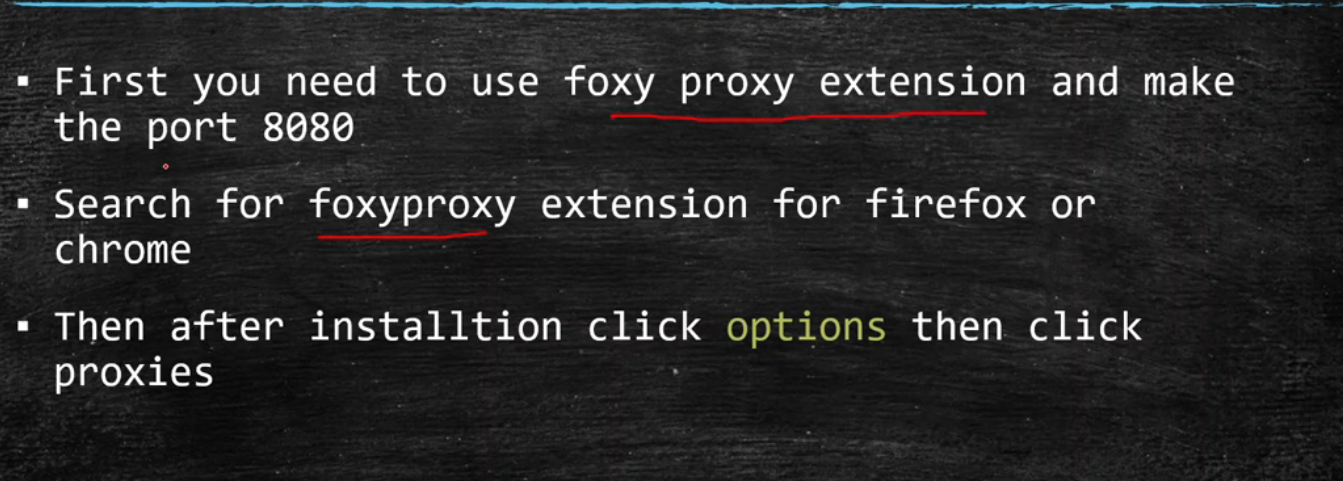 ▪ First you need to use foxy proxy extension and make
the port 8080
▪ Search for foxyproxy extension for firefox or
chrome
▪ Then after installtion click options then click
proxies